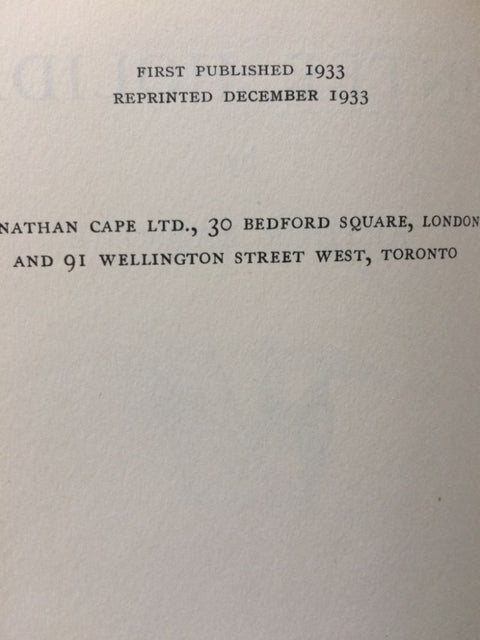 FIRST PUBLISHED 1933
REPRINTED DECEMBER 1933
NATHAN CAPE LTD., 30 BEDFORD SQUARE, LONDON
AND 91 WELLINGTON STREET WEST, TORONTO